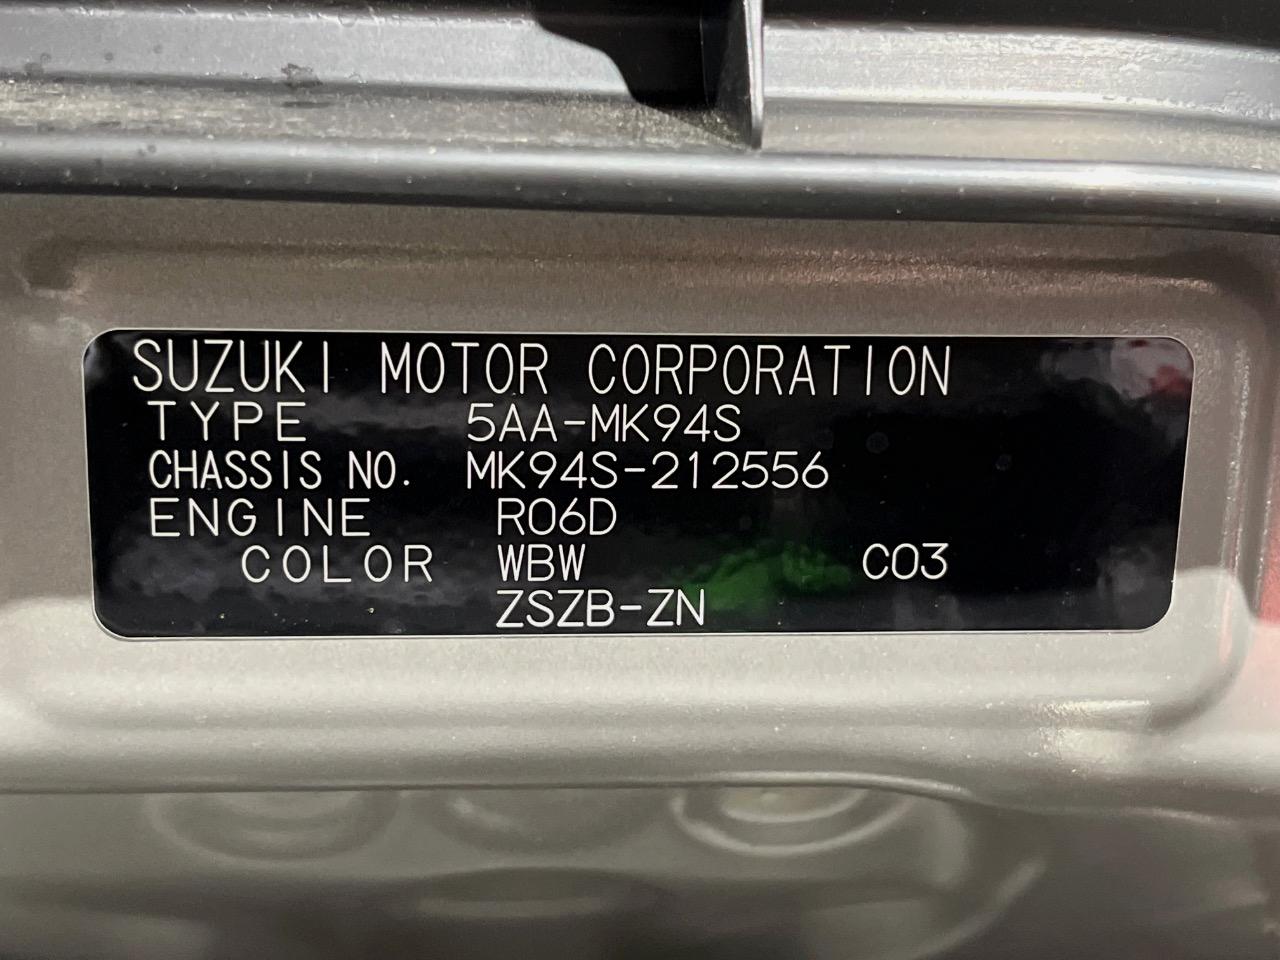 SUZUKI MOTOR CORPORATION
TYPE 5AA-MK94S
CHASSIS NO. MK94S-212556
ENGINE R06D
COLOR WBW C03
ZSZB-ZN